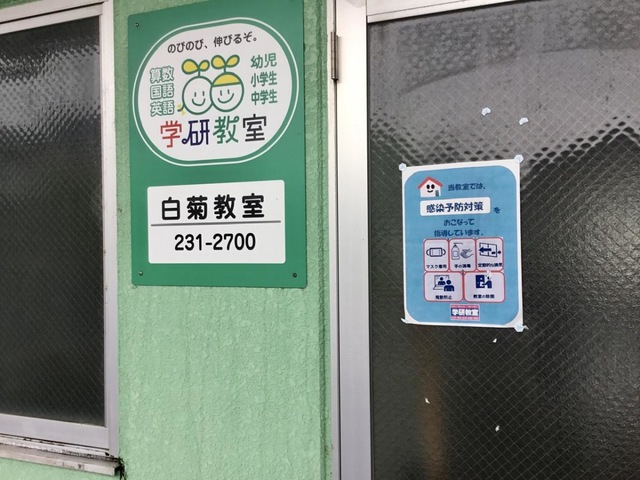 のびのび、伸びるぞ。
算数
国語
英語
幼児
小学生
中学生
学研教室
白菊教室
231-2700
当教室では、
感染予防対策を
おこなって
指導しています。
マスク着用
手の消毒
定期的な換気
飛散防止
教室の除菌
学研教室